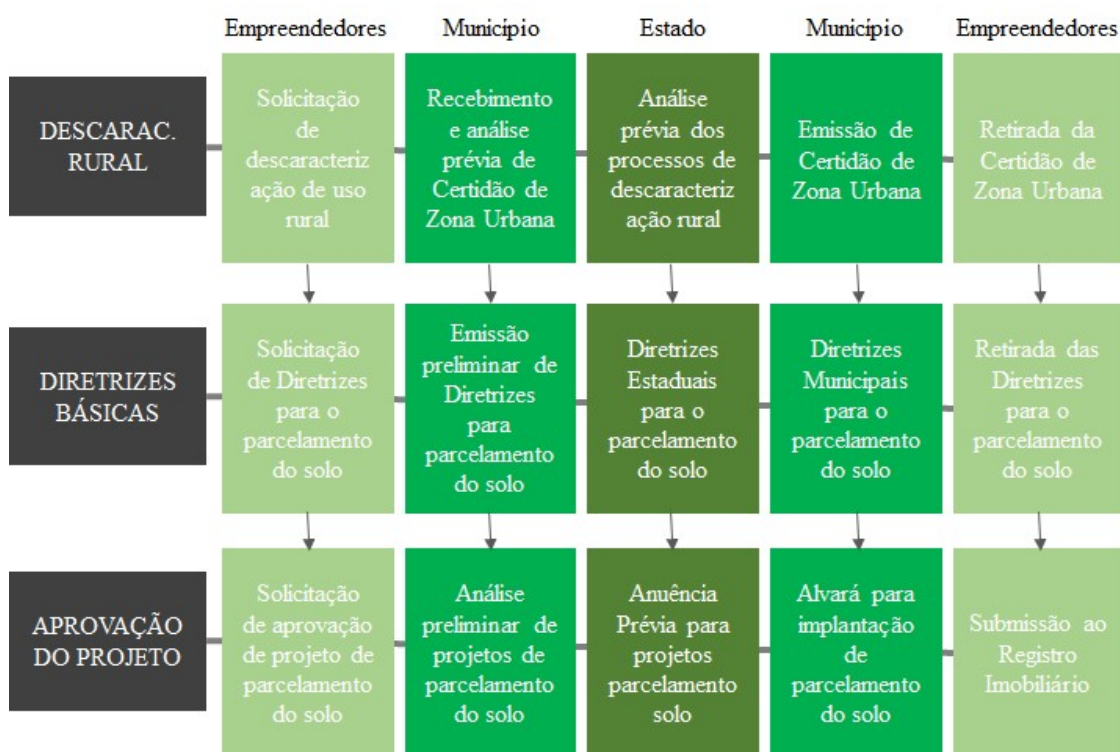 Empreendedores
Município
Estado
Município
Empreendedores
DESCARAC.
RURAL
Solicitação
de
descaracteriz
ação de uso
rural
Recebimento
e análise
prévia de
Certidão de
Zona Urbana
Análise
prévia dos
processos de
descaracteriz
ação rural
Emissão de
Certidão de
Zona Urbana
Retirada da
Certidão de
Zona Urbana
DIRETRIZES
BÁSICAS
Solicitação
de Diretrizes
para o
parcelamento
do solo
Emissão
preliminar de
Diretrizes
para
parcelamento
do solo
Diretrizes
Estaduais
para o
parcelamento
do solo
Diretrizes
Municipais
para o
parcelamento
do solo
Retirada das
Diretrizes
para o
parcelamento
do solo
APROVAÇÃO
DO PROJETO
Solicitação
de aprovação
de projeto de
parcelamento
do solo
Análise
preliminar de
projetos de
parcelamento
do solo
Anuência
Prévia para
projetos
parcelamento
solo
Alvará para
implantação
de
parcelamento
do solo
Submissão ao
Registro
Imobiliário